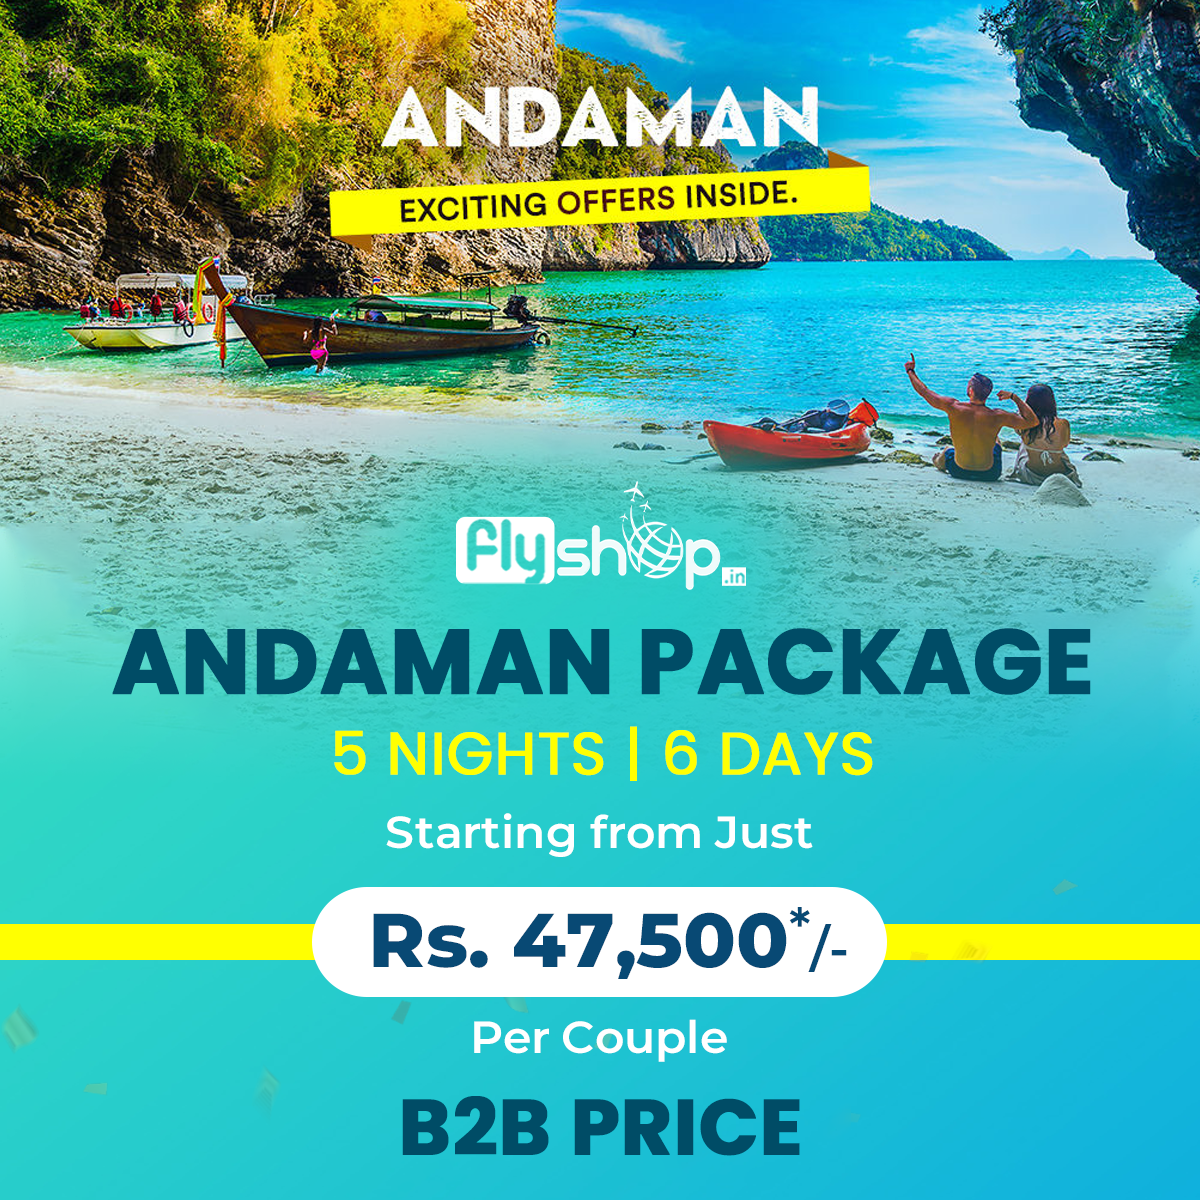 ANDAMAN
EXCITING OFFERS INSIDE.
flyshop.in
ANDAMAN PACKAGE
5 NIGHTS | 6 DAYS
Starting from Just
Rs. 47,500*/-
Per Couple
B2B PRICE